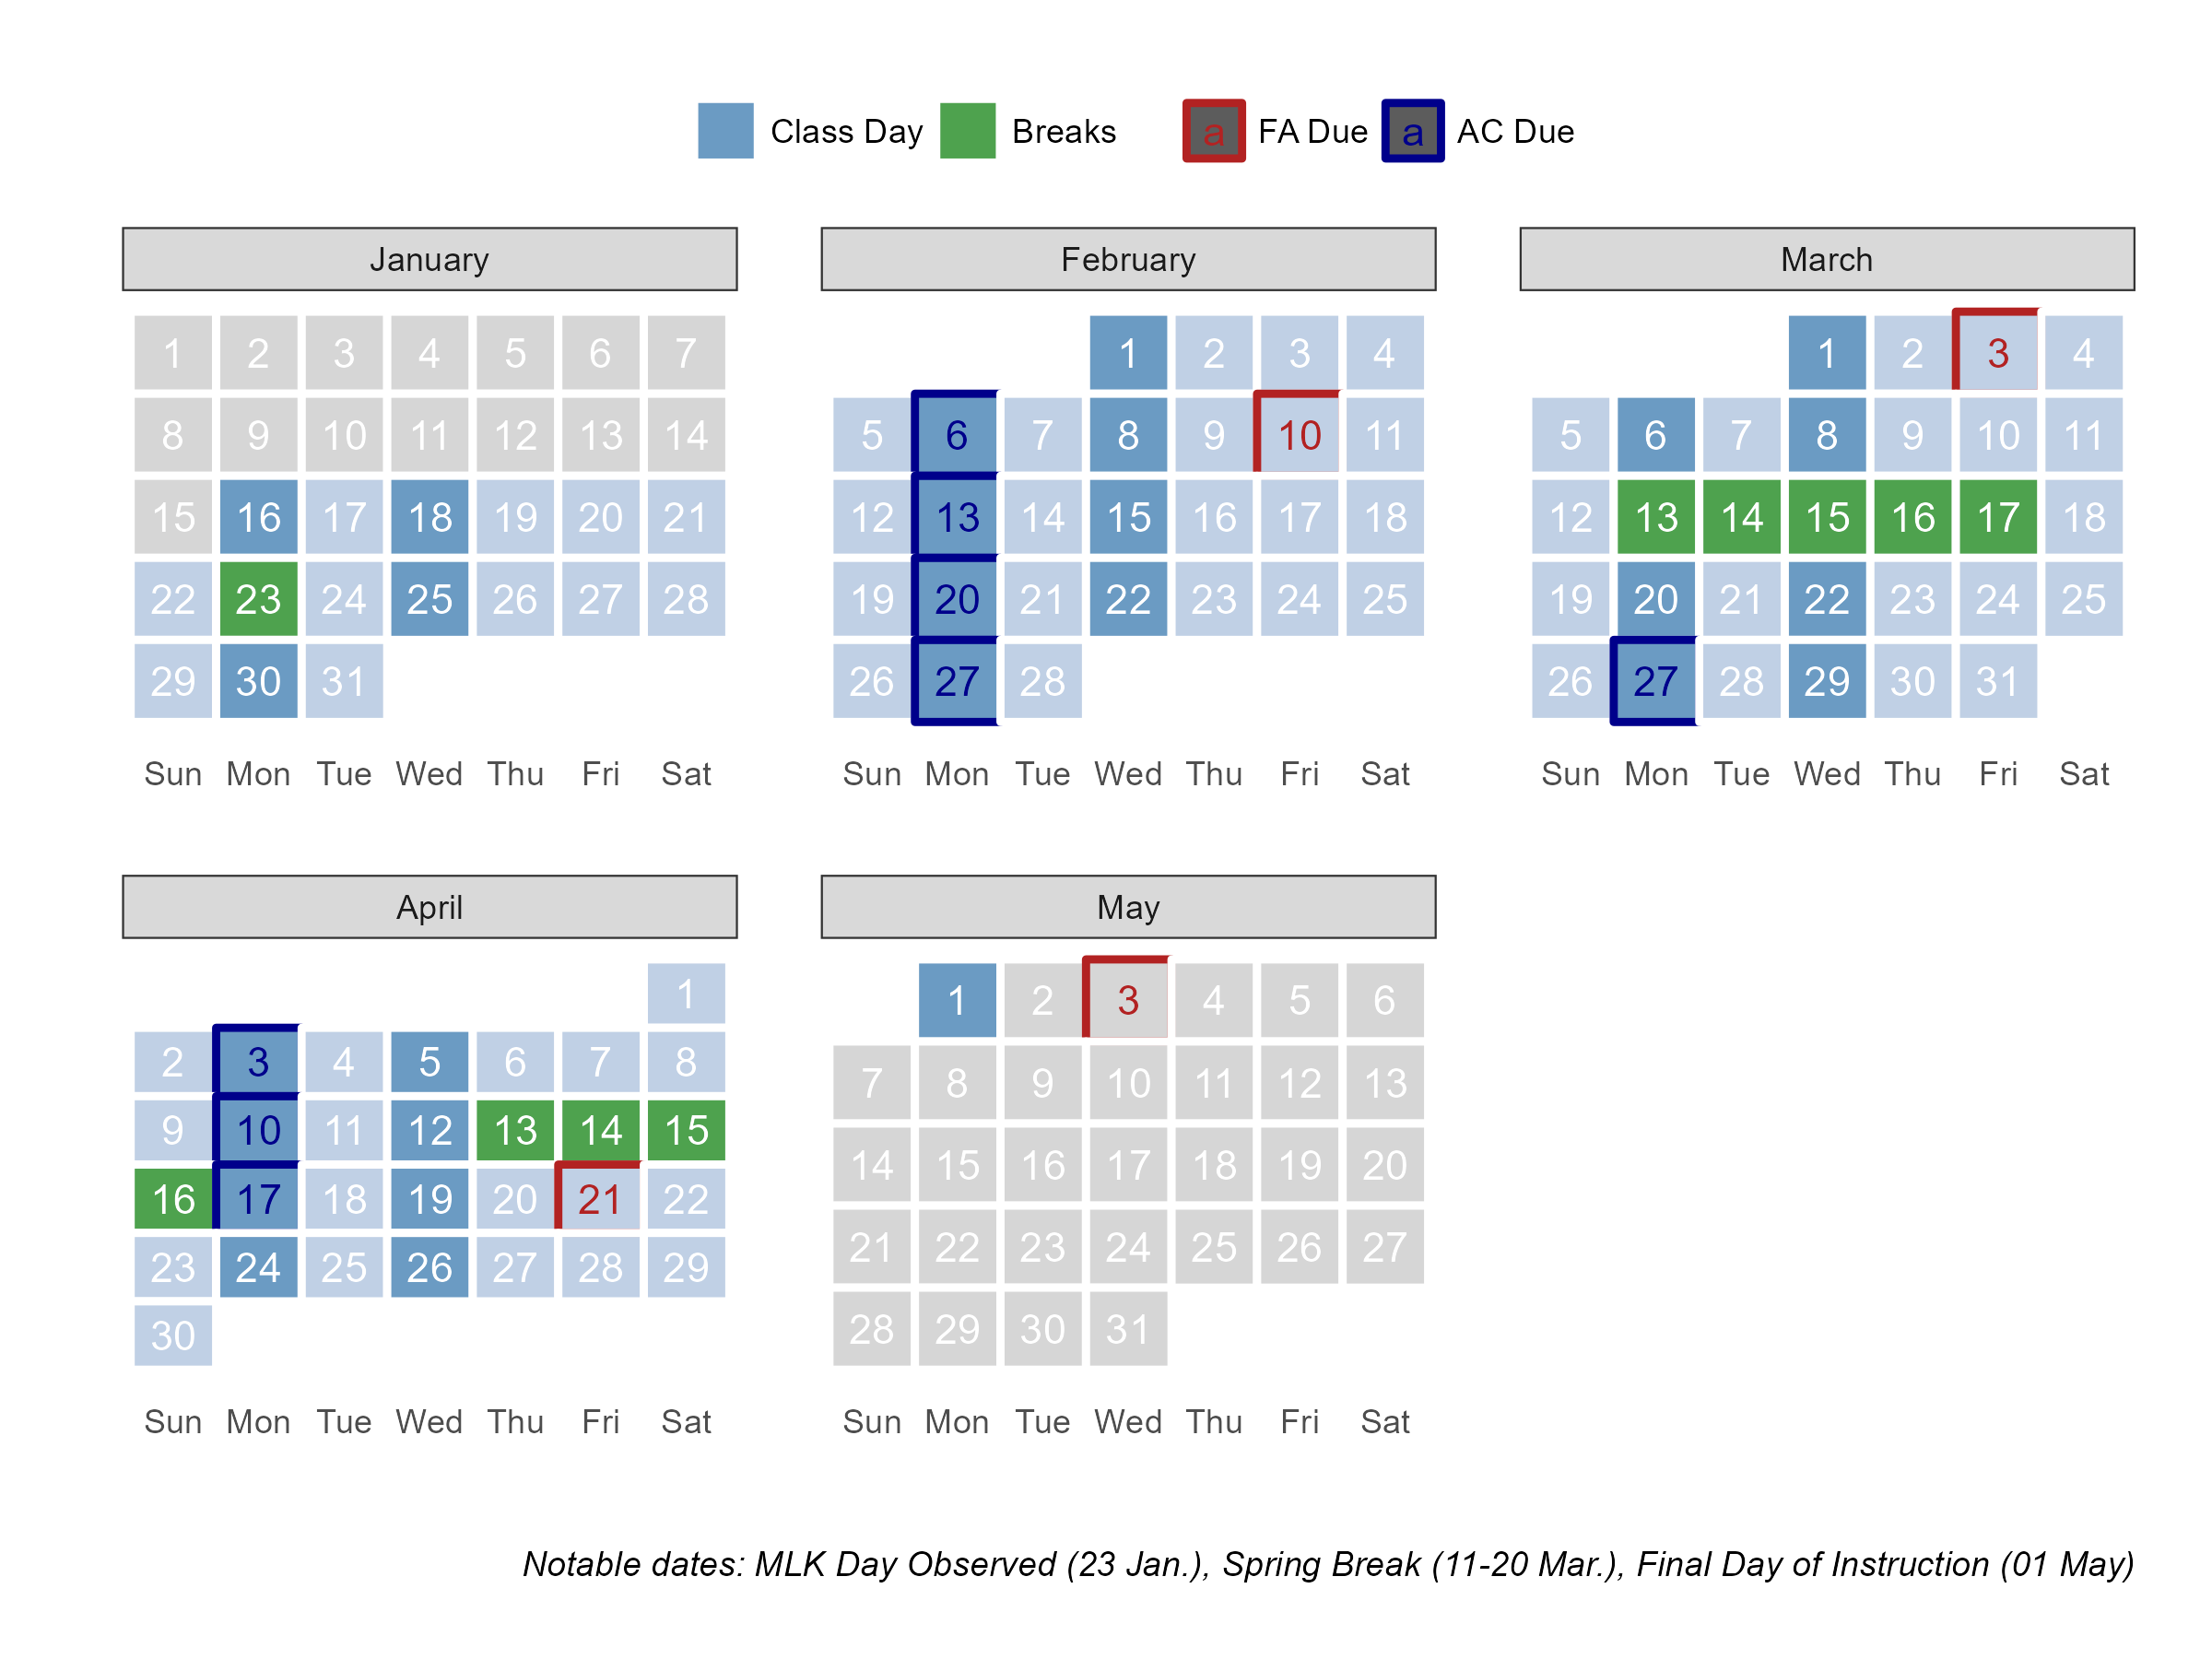 Class Day Breaks a FA Due a AC Due
January
1 2 3 4 5 6 7
8 9 10 11 12 13 14
15 16 17 18 19 20 21
22 23 24 25 26 27 28
29 30 31
Sun Mon Tue Wed Thu Fri Sat
February
1 2 3 4
5 6 7 8 9 10 11
12 13 14 15 16 17 18
19 20 21 22 23 24 25
26 27 28
Sun Mon Tue Wed Thu Fri Sat
March
1 2 3 4
5 6 7 8 9 10 11
12 13 14 15 16 17 18
19 20 21 22 23 24 25
26 27 28 29 30 31
Sun Mon Tue Wed Thu Fri Sat
April
1
2 3 4 5 6 7 8
9 10 11 12 13 14 15
16 17 18 19 20 21 22
23 24 25 26 27 28 29
30
Sun Mon Tue Wed Thu Fri Sat
May
1 2 3 4 5 6
7 8 9 10 11 12 13
14 15 16 17 18 19 20
21 22 23 24 25 26 27
28 29 30 31
Sun Mon Tue Wed Thu Fri Sat
Notable dates: MLK Day Observed (23 Jan.), Spring Break (11-20 Mar.), Final Day of Instruction (01 May)